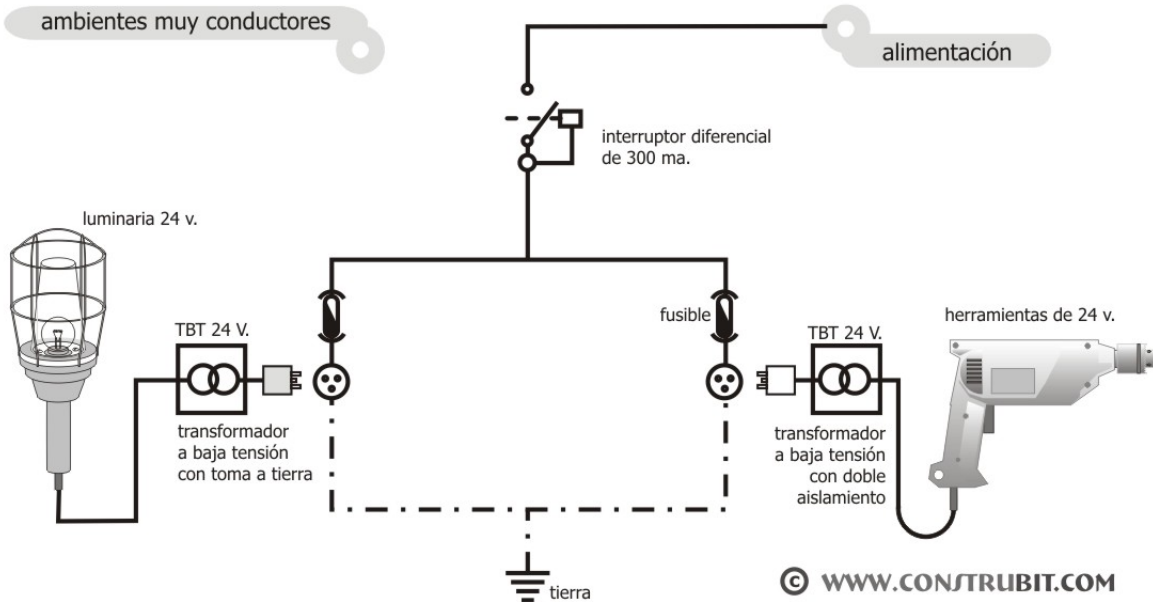 ambientes muy conductores
alimentación
interruptor diferencial
de 300 ma.
luminaria 24 v.
TBT 24 V.
transformador
a baja tensión
con toma a tierra
fusible
TBT 24 V.
transformador
a baja tensión
con doble
aislamiento
herramientas de 24 v.
tierra
© WWW.CONSTRUBIT.COM